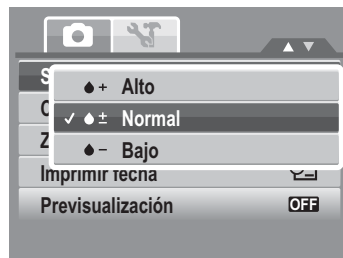 Alto
Normal
Bajo
Imprimir fecha
Previsualización OFF